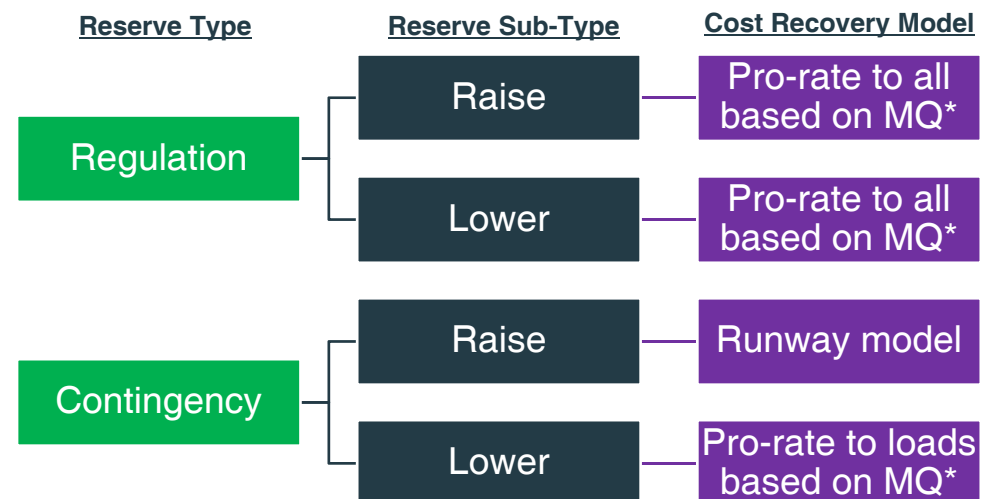 Reserve Type
Reserve Sub-Type
Cost Recovery Model
Regulation
Raise
Pro-rate to all
based on MQ*
Lower
Pro-rate to all
based on MQ*
Contingency
Raise
Runway model
Lower
Pro-rate to loads
based on MQ*